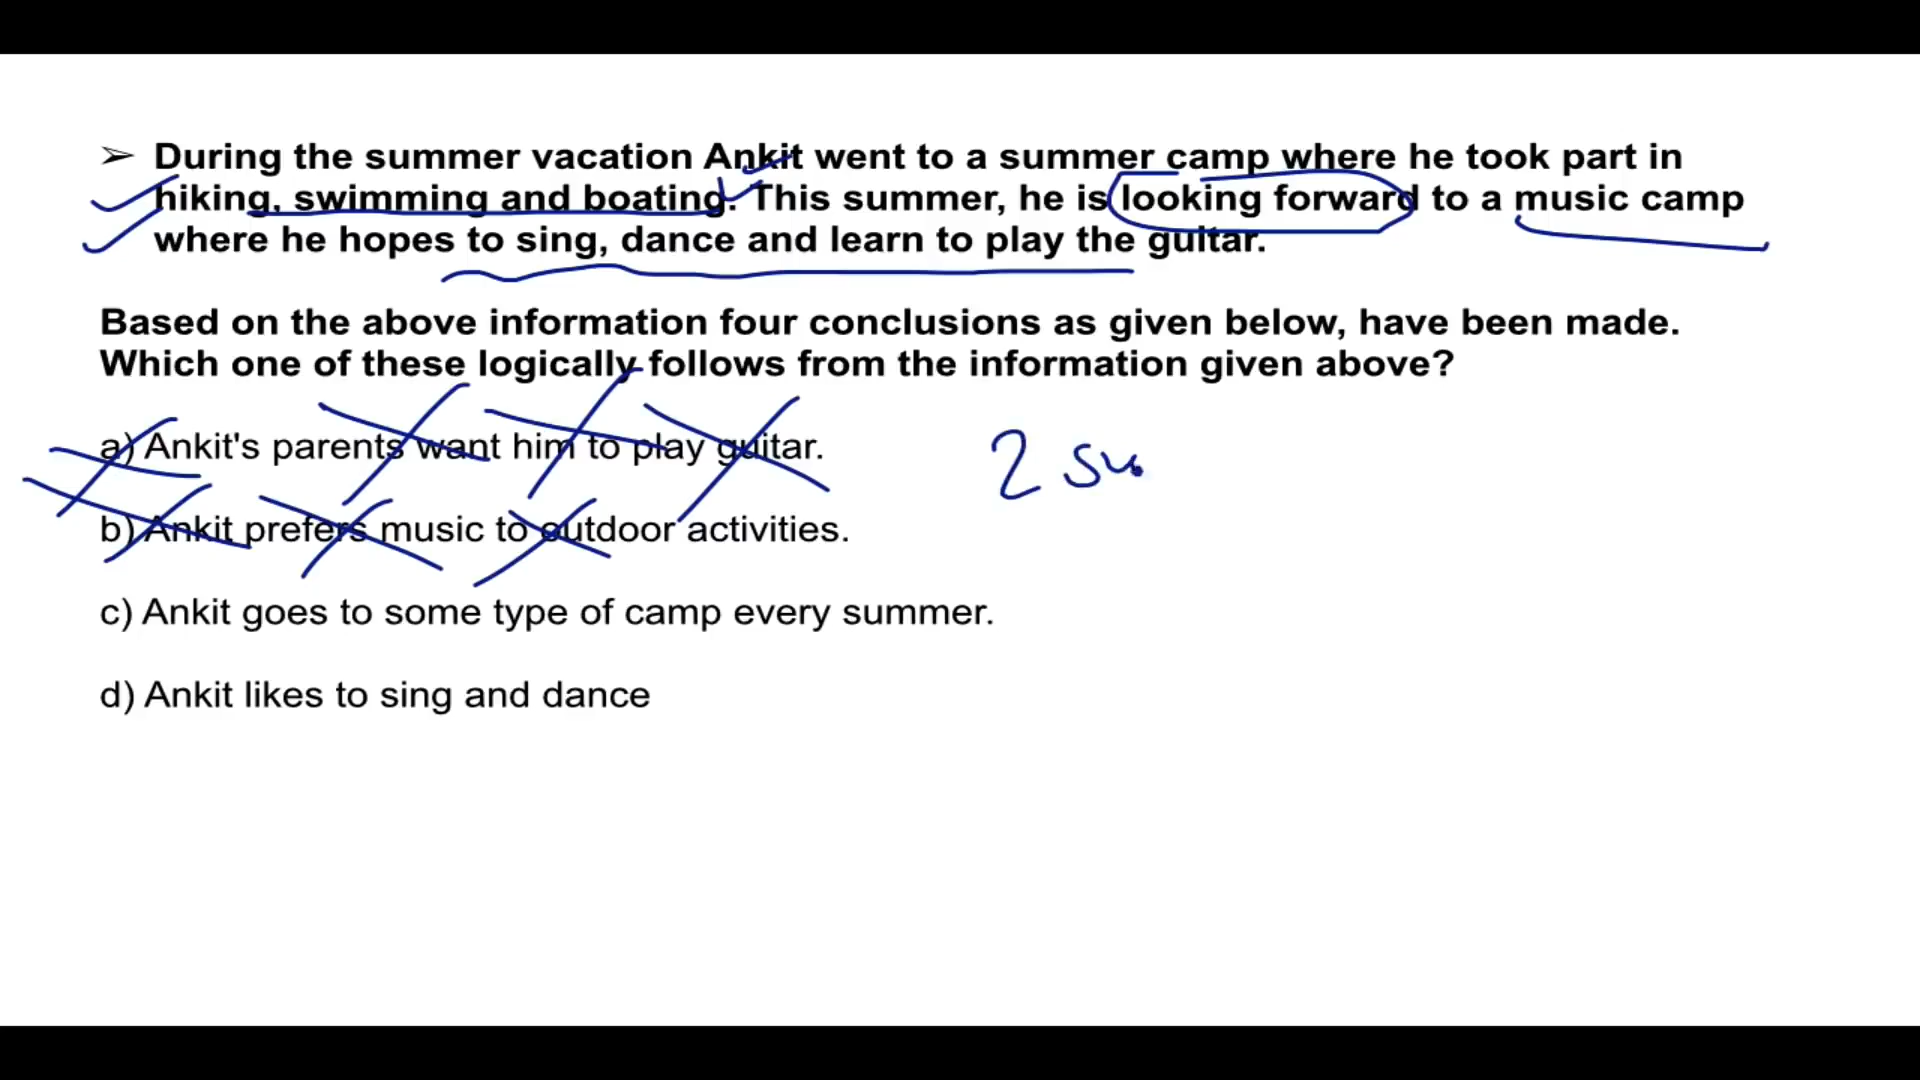 ➢ During the summer vacation Ankit went to a summer camp where he took part in
hiking, swimming and boating. This summer, he is looking forward to a music camp
where he hopes to sing, dance and learn to play the guitar.
Based on the above information four conclusions as given below, have been made.
Which one of these logically follows from the information given above?
a) Ankit's parents want him to play guitar.
2 su
b) Ankit prefers music to outdoor activities.
c) Ankit goes to some type of camp every summer.
d) Ankit likes to sing and dance